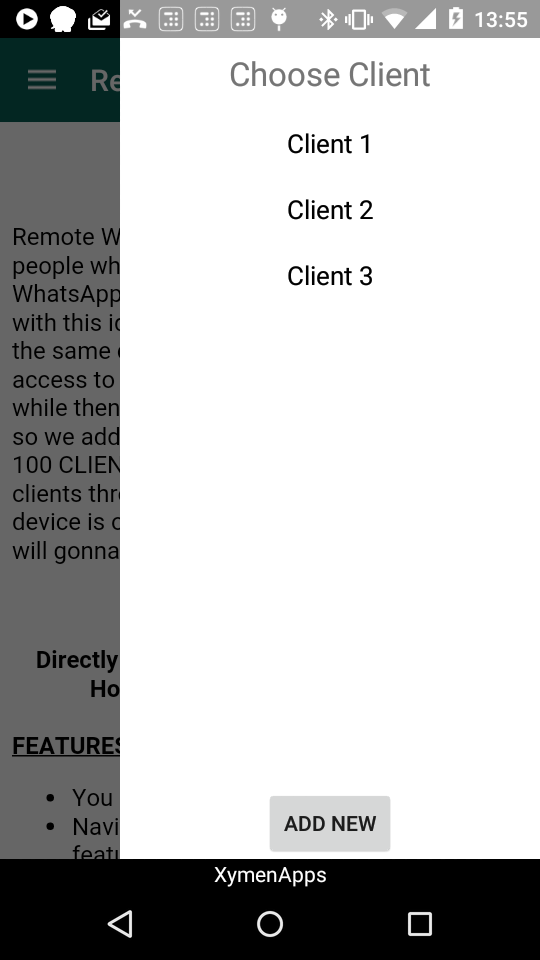 13:55
Re
Choose Client
Client 1
Client 2
Client 3
Remote W
people wh
WhatsApp
with this ic
the same
access to
while then
so we add
100 CLIEN
clients thr
device is o
will gonna
Directly
Ho
FEATURES
You
Navi
featu
ADD NEW
XymenApps